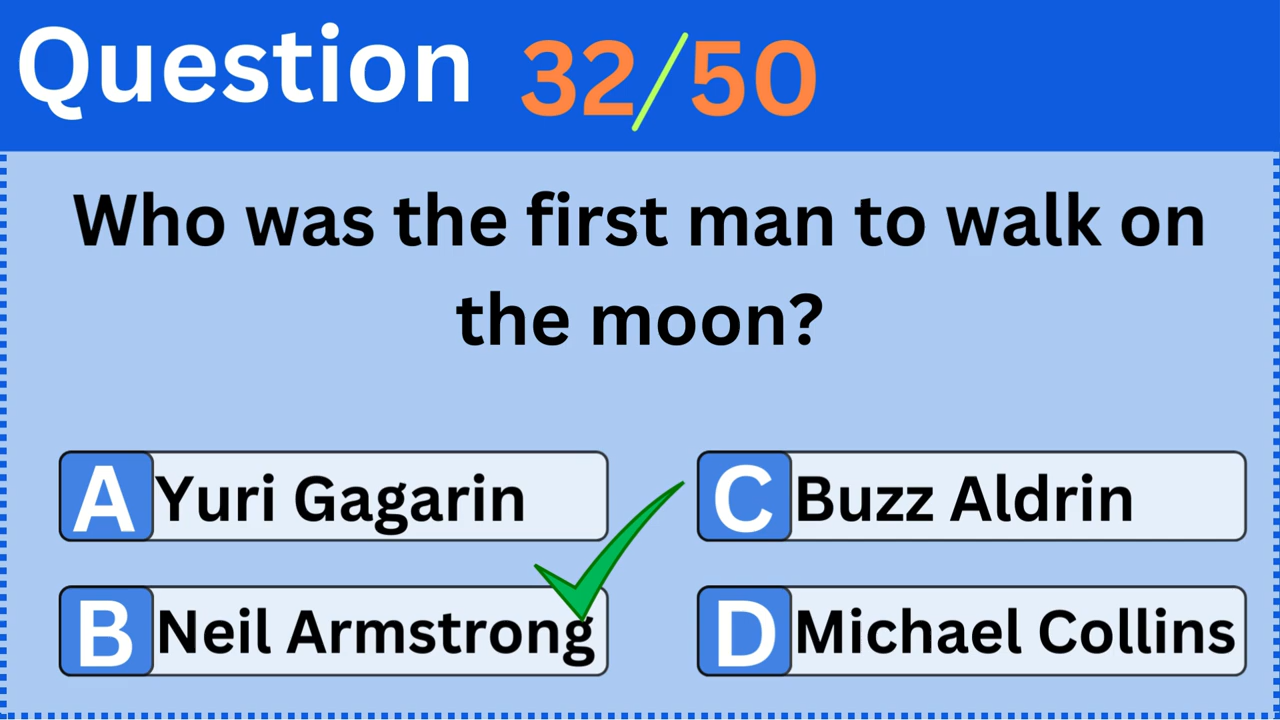 Question 32/50
Who was the first man to walk on
the moon?
A Yuri Gagarin
B Neil Armstrong
C Buzz Aldrin
D Michael Collins